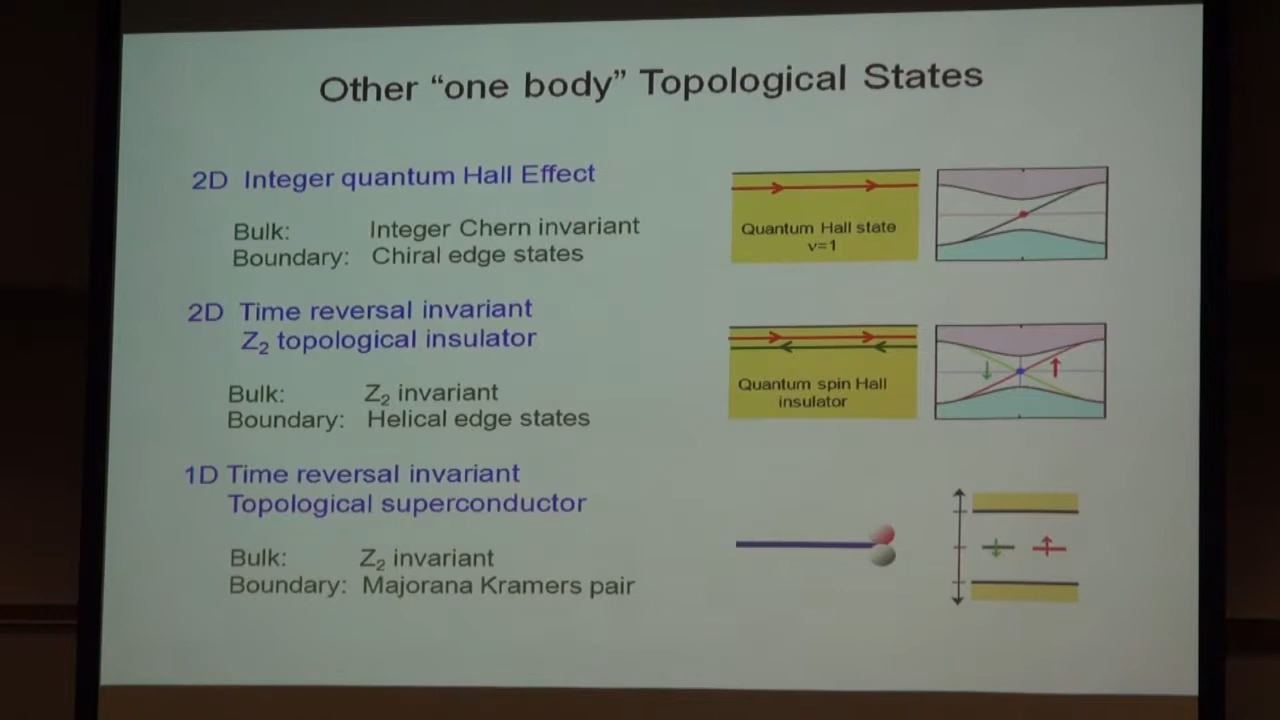 Other “one body” Topological States
2D Integer quantum Hall Effect
Bulk: Integer Chern invariant
Boundary: Chiral edge states
Quantum Hall state
ν=1
2D Time reversal invariant
Z₂ topological insulator
Bulk: Z₂ invariant
Boundary: Helical edge states
Quantum spin Hall
insulator
1D Time reversal invariant
Topological superconductor
Bulk: Z₂ invariant
Boundary: Majorana Kramers pair